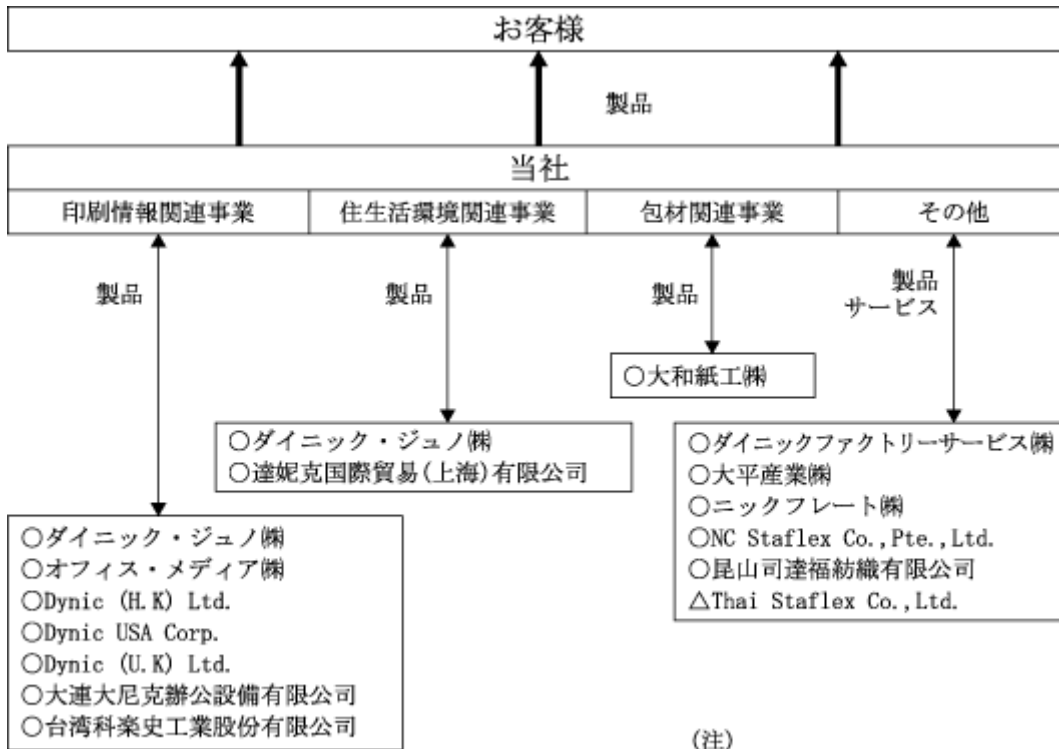 お客様
製品
当社
印刷情報関連事業
住生活環境関連事業
包材関連事業
その他
製品
製品
製品
製品
サービス
○大和紙工㈱
○ダイニック・ジュノ㈱
○達妮克国際貿易(上海)有限公司
○ダイニックファクトリーサービス㈱
○大平産業㈱
○ニックフレート㈱
○NC Staflex Co.,Pte.,Ltd.
○昆山司達福紡織有限公司
△Thai Staflex Co.,Ltd.
○ダイニック・ジュノ㈱
○オフィス・メディア㈱
○Dynic (H.K) Ltd.
○Dynic USA Corp.
○Dynic (U.K) Ltd.
○大連大尼克辦公設備有限公司
○台湾科楽史工業股份有限公司
(注)